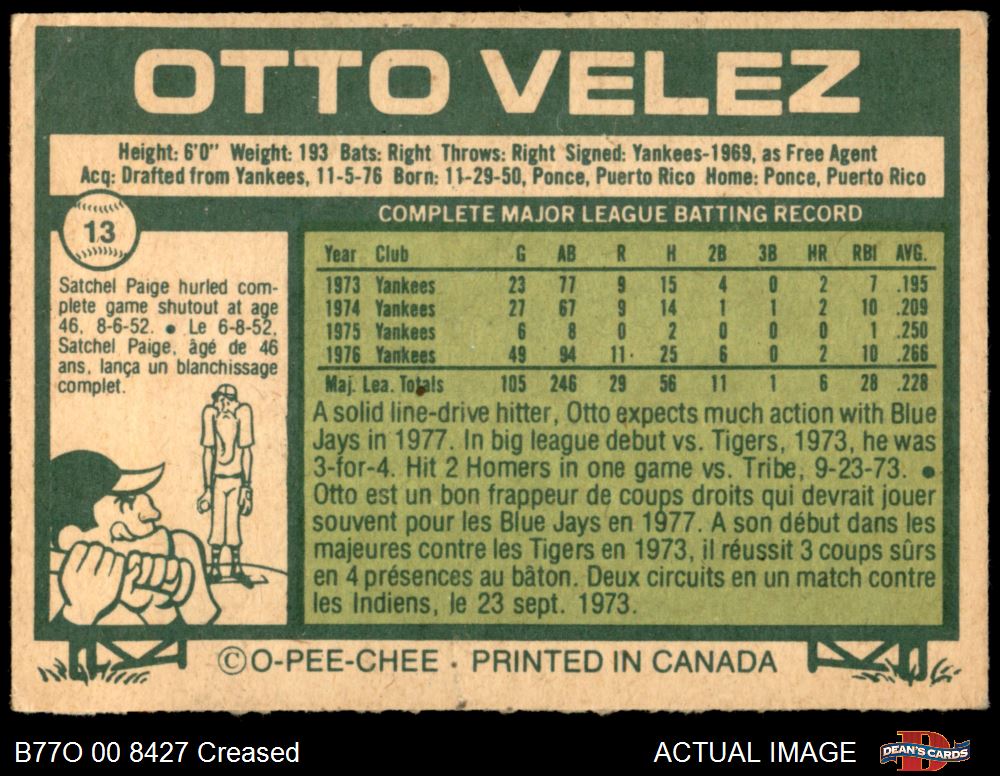 OTTO VELEZ
Height: 6'0" Weight: 193 Bats: Right Throws: Right Signed: Yankees-1969, as Free Agent
Acq: Drafted from Yankees, 11-5-76 Born: 11-29-50, Ponce, Puerto Rico Home: Ponce, Puerto Rico
13
Satchel Paige hurled com-
plete game shutout at age
46, 8-6-52. • Le 6-8-52,
Satchel Paige, âgé de 46
ans, lança un blanchissage
complet.
COMPLETE MAJOR LEAGUE BATTING RECORD
Year Club G AB R H 2B 3B HR RBI AVG.
1973 Yankees 23 77 9 15 4 0 2 7 .195
1974 Yankees 27 67 9 14 1 1 2 10 .209
1975 Yankees 6 8 0 2 0 0 0 1 .250
1976 Yankees 49 94 11 25 6 0 2 10 .266
Maj. Lea. Totals 105 246 29 56 11 1 6 28 .228
A solid line-drive hitter, Otto expects much action with Blue
Jays in 1977. In big league debut vs. Tigers, 1973, he was
3-for-4. Hit 2 Homers in one game vs. Tribe, 9-23-73. •
Otto est un bon frappeur de coups droits qui devrait jouer
souvent pour les Blue Jays en 1977. A son début dans les
majeures contre les Tigers en 1973, il réussit 3 coups sûrs
en 4 présences au bâton. Deux circuits en un match contre
les Indiens, le 23 sept. 1973.
©O-PEE-CHEE · PRINTED IN CANADA
B77O 00 8427 Creased
ACTUAL IMAGE
D
DEAN'S CARDS